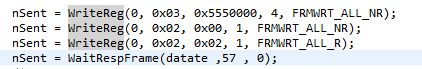 nSent = WriteReg(0, 0x03, 0x5550000, 4, FRMWRT_ALL_NR);
nSent = WriteReg(0, 0x02, 0x00, 1, FRMWRT_ALL_NR);
nSent = WriteReg(0, 0x02, 0x02, 1, FRMWRT_ALL_R);
nSent = WaitRespFrame(datate ,57 , 0);